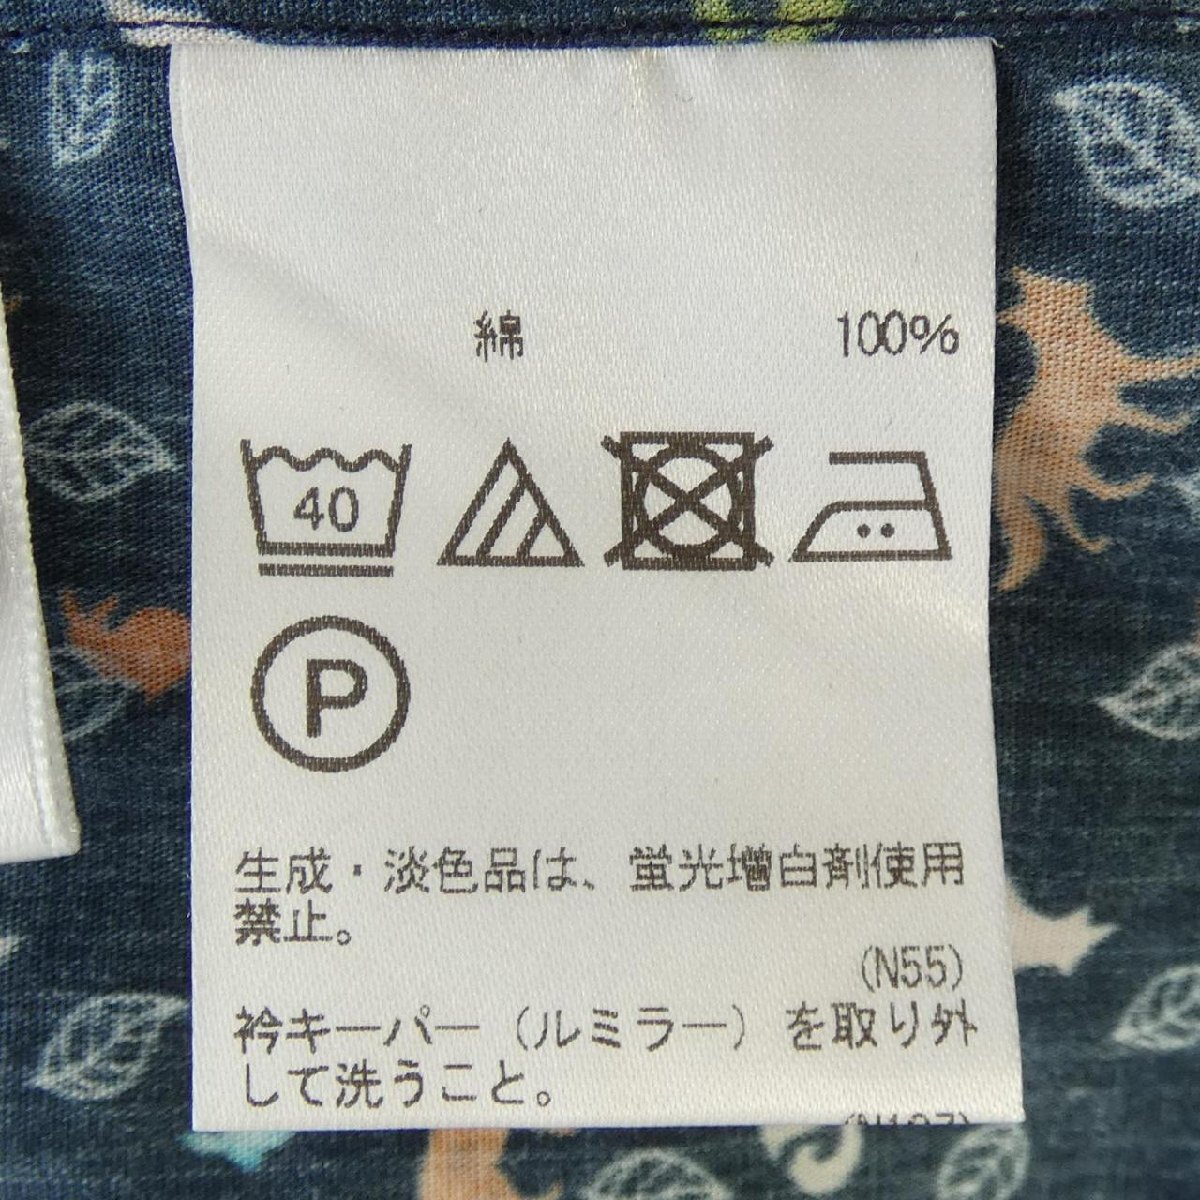 綿 100%
40
P
生成・淡色品は、蛍光増白剤使用
禁止。
(N55)
衿キーパー（ルミラー）を取り外
して洗うこと。